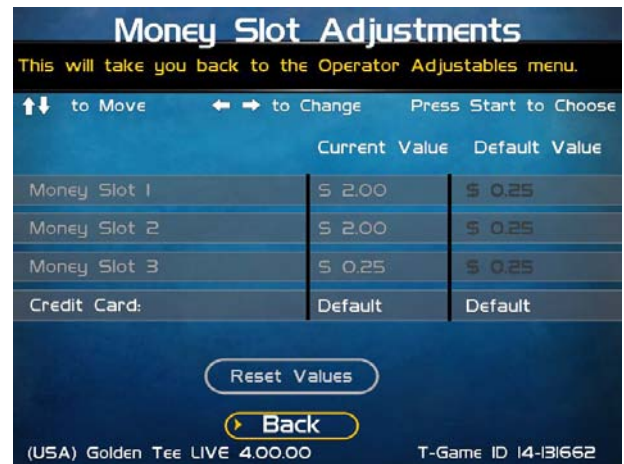 Money Slot Adjustments
This will take you back to the Operator Adjustables menu.
to Move to Change Press Start to Choose
Current Value Default Value
Money Slot 1 $ 2.00 $ 0.25
Money Slot 2 $ 2.00 $ 0.25
Money Slot 3 $ 0.25 $ 0.25
Credit Card: Default Default
Reset Values
Back
(USA) Golden Tee LIVE 4.00.00 T-Game ID 14-131662